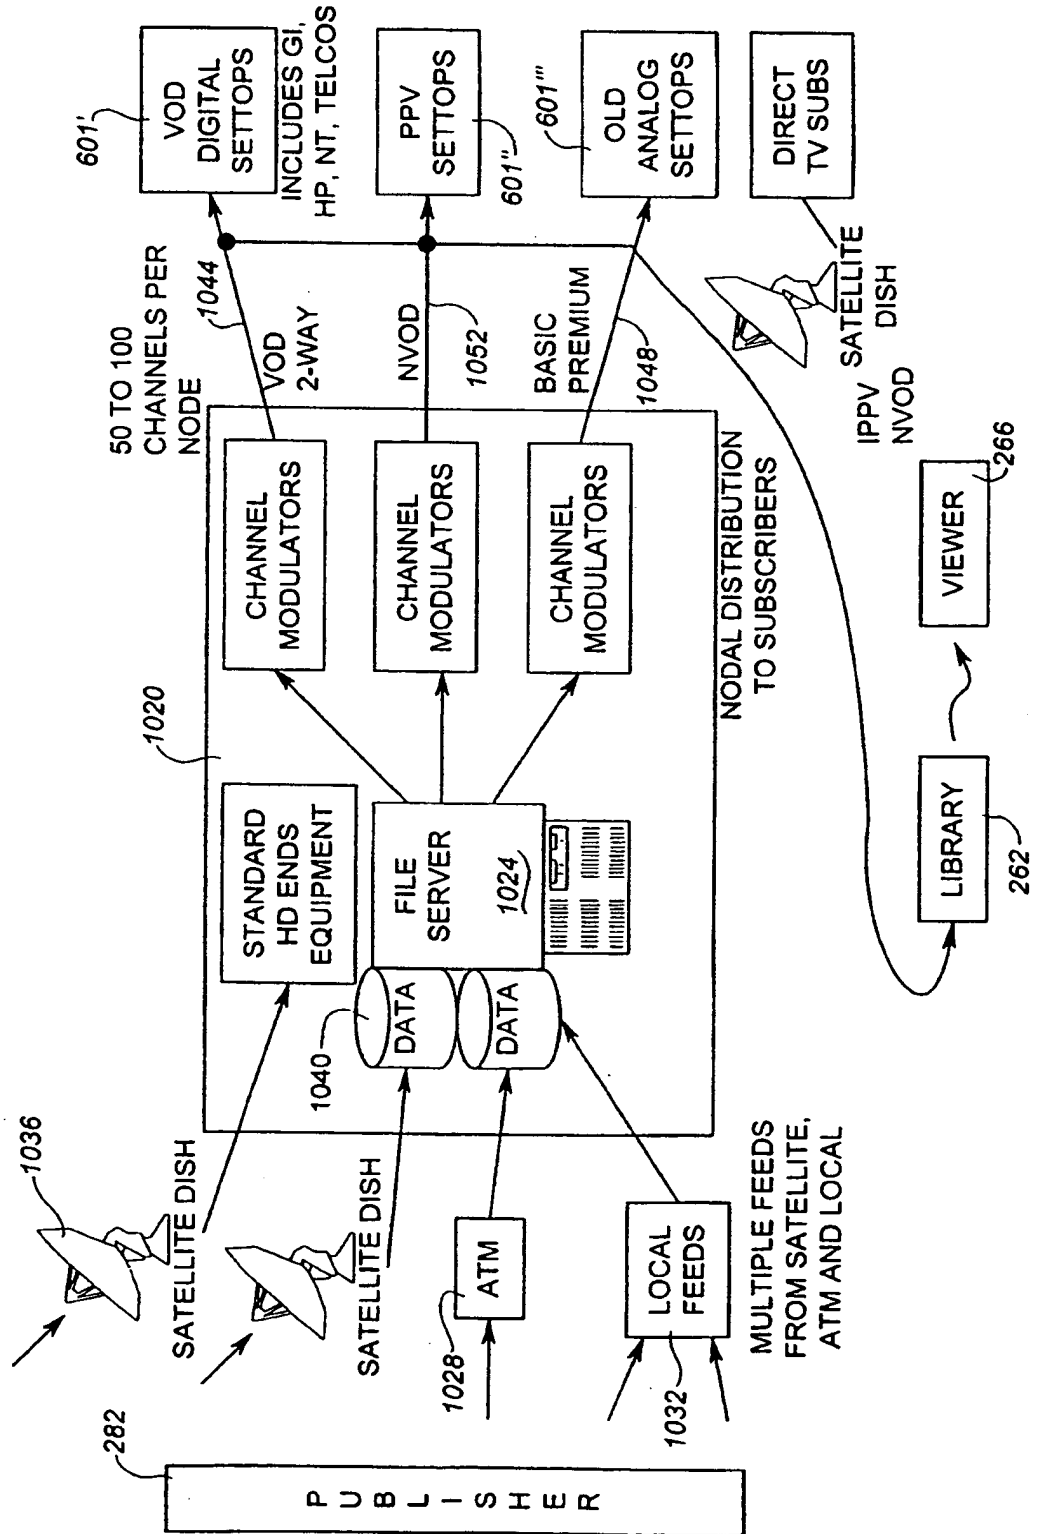 282
PUBLISHER
1036
SATELLITE DISH
SATELLITE DISH
1028
ATM
1032
LOCAL
FEEDS
MULTIPLE FEEDS
FROM SATELLITE,
ATM AND LOCAL
1020
STANDARD
HD ENDS
EQUIPMENT
1040
DATA
DATA
FILE
SERVER
1024
CHANNEL
MODULATORS
CHANNEL
MODULATORS
CHANNEL
MODULATORS
NODAL DISTRIBUTION
TO SUBSCRIBERS
50 TO 100
CHANNELS PER
NODE
1044
VOD
2-WAY
NVOD
1052
BASIC
PREMIUM
1048
601'
VOD
DIGITAL
SETTOPS
INCLUDES GI,
HP, NT, TELCOS
PPV
SETTOPS
601''
601'''
OLD
ANALOG
SETTOPS
DIRECT
TV SUBS
SATELLITE
DISH
IPPV
NVOD
LIBRARY
262
VIEWER
266